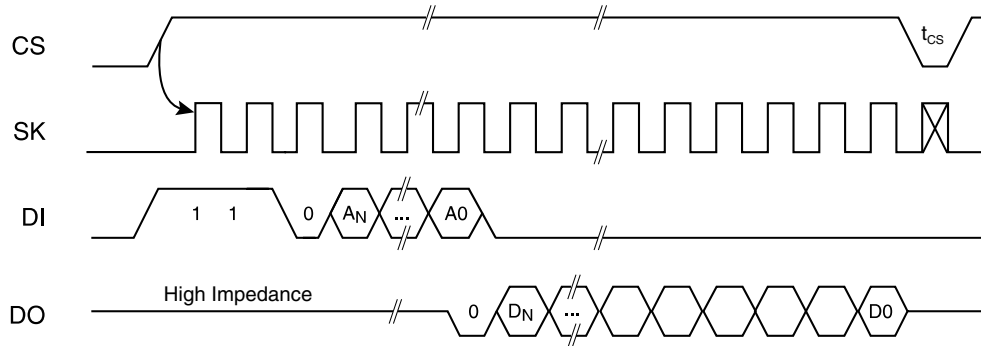 CS
t_CS
SK
DI
1 1 0 A_N ... A0
DO
High Impedance
0 D_N ... D0